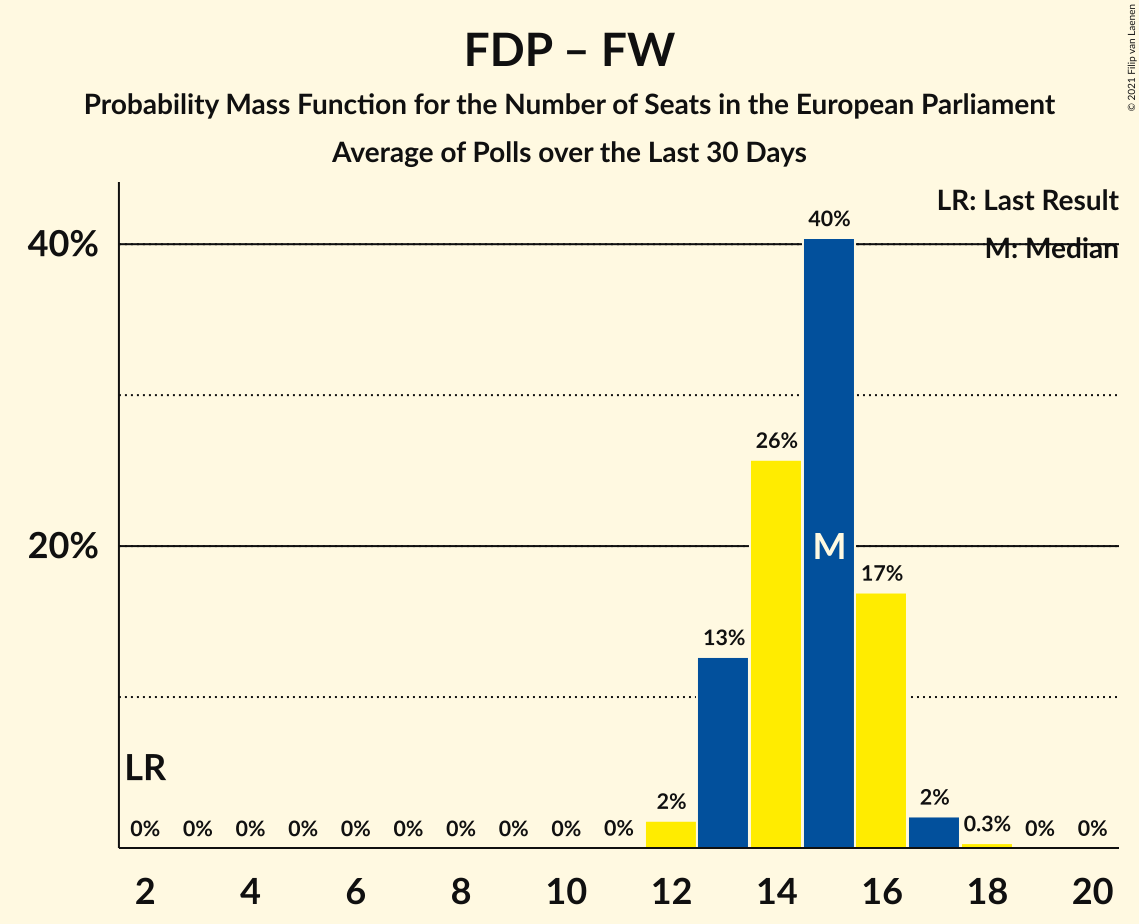 FDP – FW
Probability Mass Function for the Number of Seats in the European Parliament
Average of Polls over the Last 30 Days
© 2021 Filip van Laenen
LR: Last Result
M: Median
40%
20%
40%
26%
M
17%
13%
LR
2%
2%
0.3%
0% 0% 0% 0% 0% 0% 0% 0% 0% 0% 0% 0%
2 4 6 8 10 12 14 16 18 20